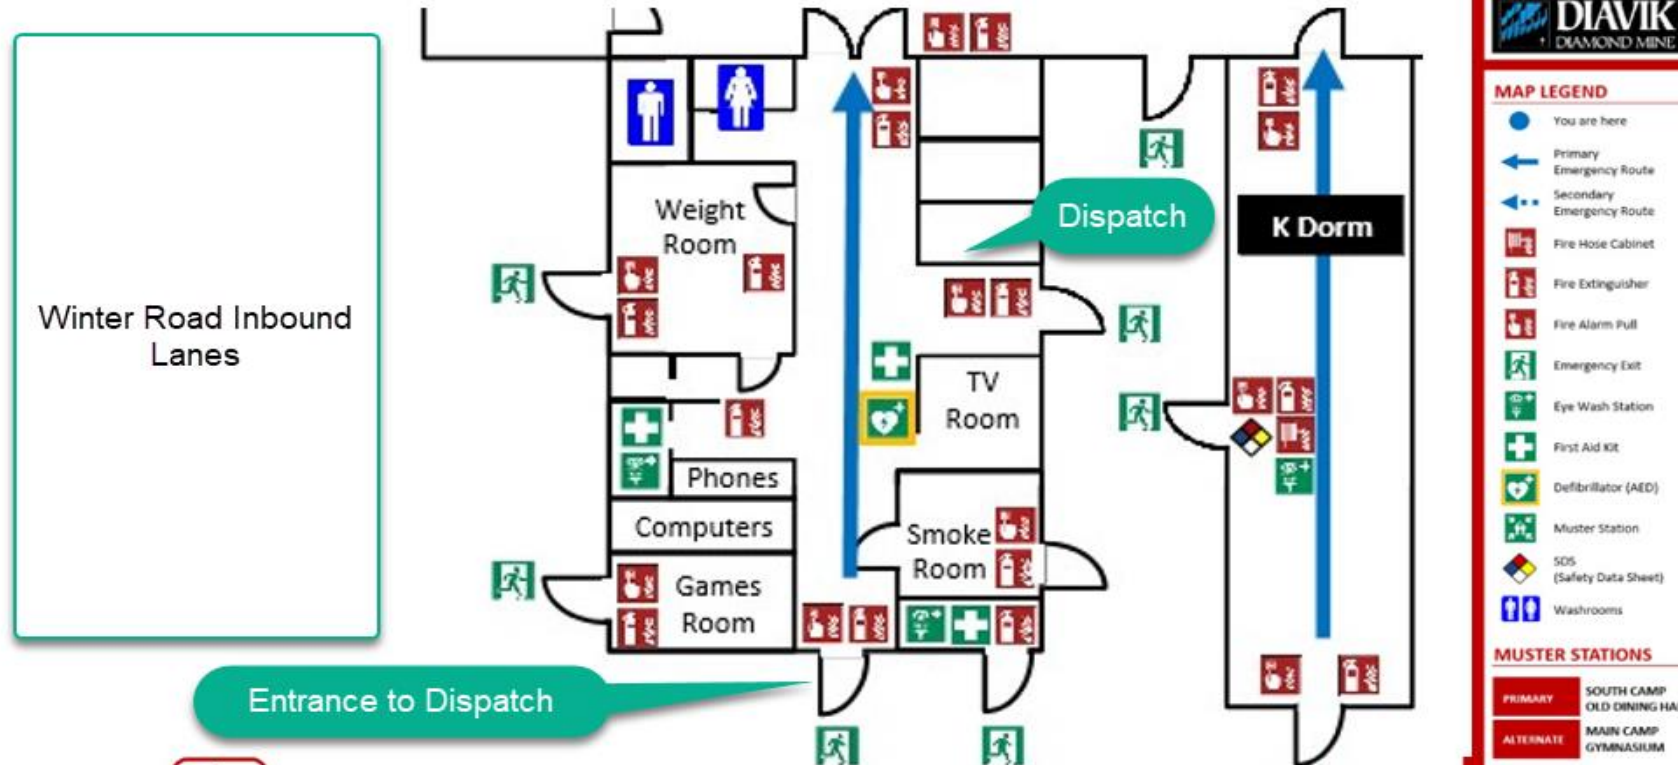 Winter Road Inbound
Lanes
Weight
Room
Dispatch
K Dorm
TV
Room
Phones
Computers
Smoke
Room
Games
Room
Entrance to Dispatch
DIAVIK
DIAMOND MINE
MAP LEGEND
You are here
Primary
Emergency Route
Secondary
Emergency Route
Fire Hose Cabinet
Fire Extinguisher
Fire Alarm Pull
Emergency Exit
Eye Wash Station
First Aid Kit
Defibrillator (AED)
Muster Station
SDS
(Safety Data Sheet)
Washrooms
MUSTER STATIONS
PRIMARY
SOUTH CAMP
OLD DINING HA
ALTERNATE
MAIN CAMP
GYMNASIUM